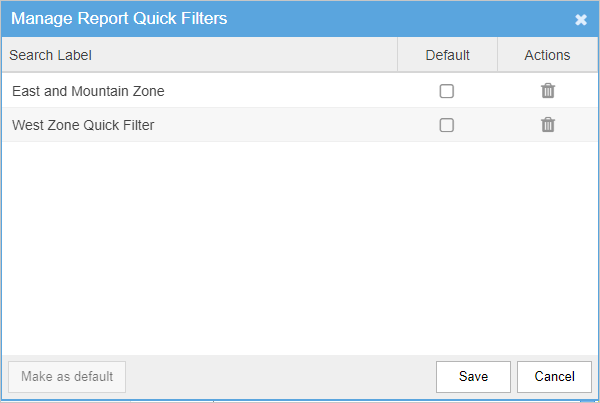 Manage Report Quick Filters
Search Label Default Actions
East and Mountain Zone
West Zone Quick Filter
Make as default Save Cancel